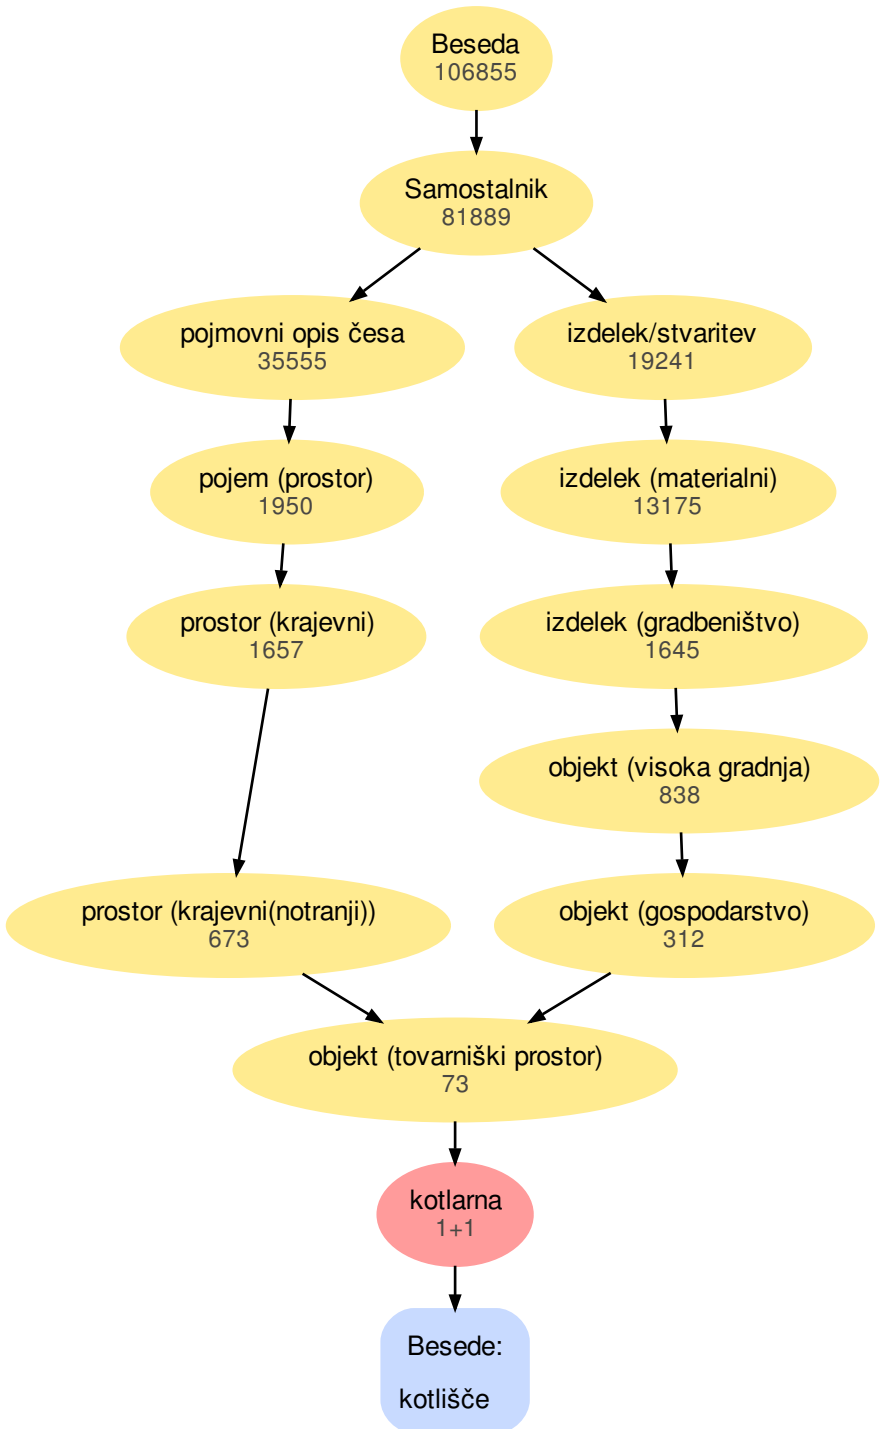 Beseda
106855
Samostalnik
81889
pojmovni opis česa
35555
izdelek/stvaritev
19241
pojem (prostor)
1950
izdelek (materialni)
13175
prostor (krajevni)
1657
izdelek (gradbeništvo)
1645
objekt (visoka gradnja)
838
prostor (krajevni(notranji))
673
objekt (gospodarstvo)
312
objekt (tovarniški prostor)
73
kotlarna
1+1
Besede:
kotlišče